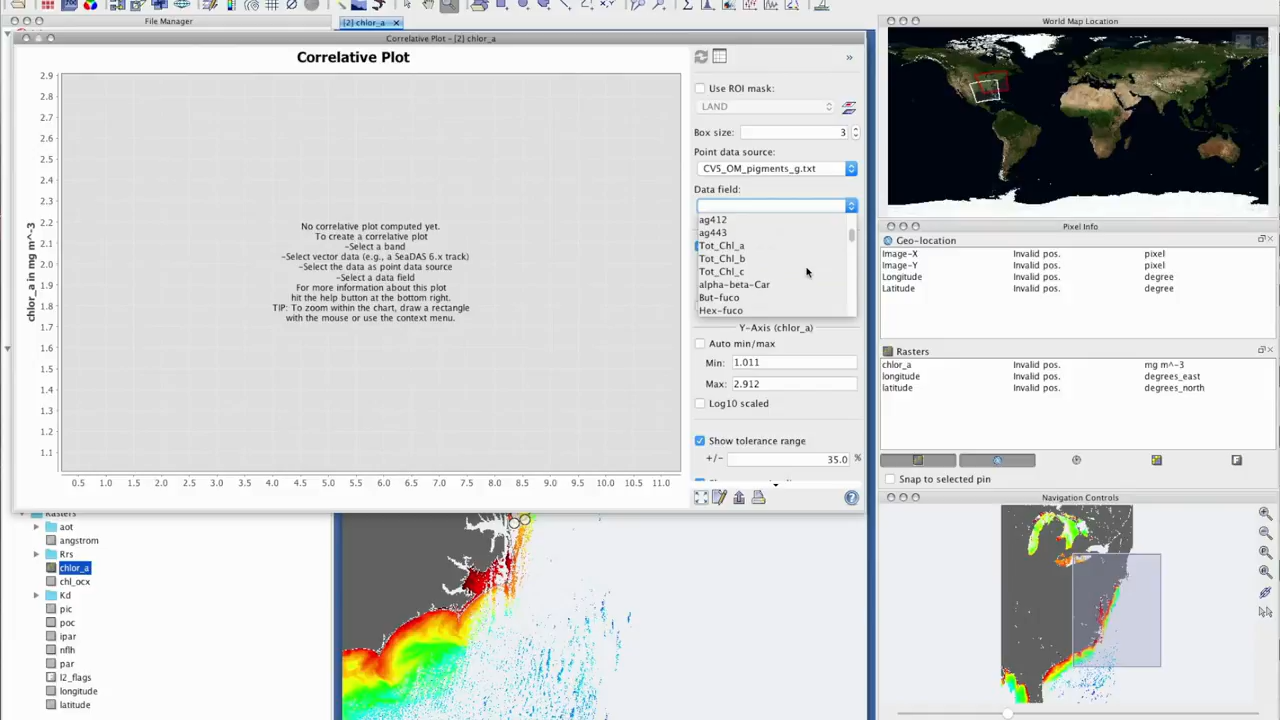 File Manager
[2] chlor_a
World Map Location
Correlative Plot - [2] chlor_a
Correlative Plot
»
chlor_a in mg m^-3
2.9
2.8
2.7
2.6
2.5
2.4
2.3
2.2
2.1
2.0
1.9
1.8
1.7
1.6
1.5
1.4
1.3
1.2
1.1
No correlative plot computed yet.
To create a correlative plot
-Select a band
-Select vector data (e.g., a SeaDAS 6.x track)
-Select the data as point data source
-Select a data field
For more information about this plot
hit the help button at the bottom right.
TIP: To zoom within the chart, draw a rectangle
with the mouse or use the context menu.
0.5 1.0 1.5 2.0 2.5 3.0 3.5 4.0 4.5 5.0 5.5 6.0 6.5 7.0 7.5 8.0 8.5 9.0 9.5 10.0 10.5 11.0
Use ROI mask:
LAND
Box size: 3
Point data source:
CV5_OM_pigments_g.txt
Data field:
ag412
ag443
Tot_Chl_a
Tot_Chl_b
Tot_Chl_c
alpha-beta-Car
But-fuco
Hex-fuco
Y-Axis (chlor_a)
Auto min/max
Min: 1.011
Max: 2.912
Log10 scaled
Show tolerance range
+/- 35.0 %
Pixel Info
Geo-location
Image-X Invalid pos. pixel
Image-Y Invalid pos. pixel
Longitude Invalid pos. degree
Latitude Invalid pos. degree
Rasters
chlor_a Invalid pos. mg m^-3
longitude Invalid pos. degrees_east
latitude Invalid pos. degrees_north
Snap to selected pin
Navigation Controls
Rasters
aot
angstrom
Rrs
chlor_a
chl_ocx
Kd
pic
poc
ipar
nflh
par
l2_flags
longitude
latitude